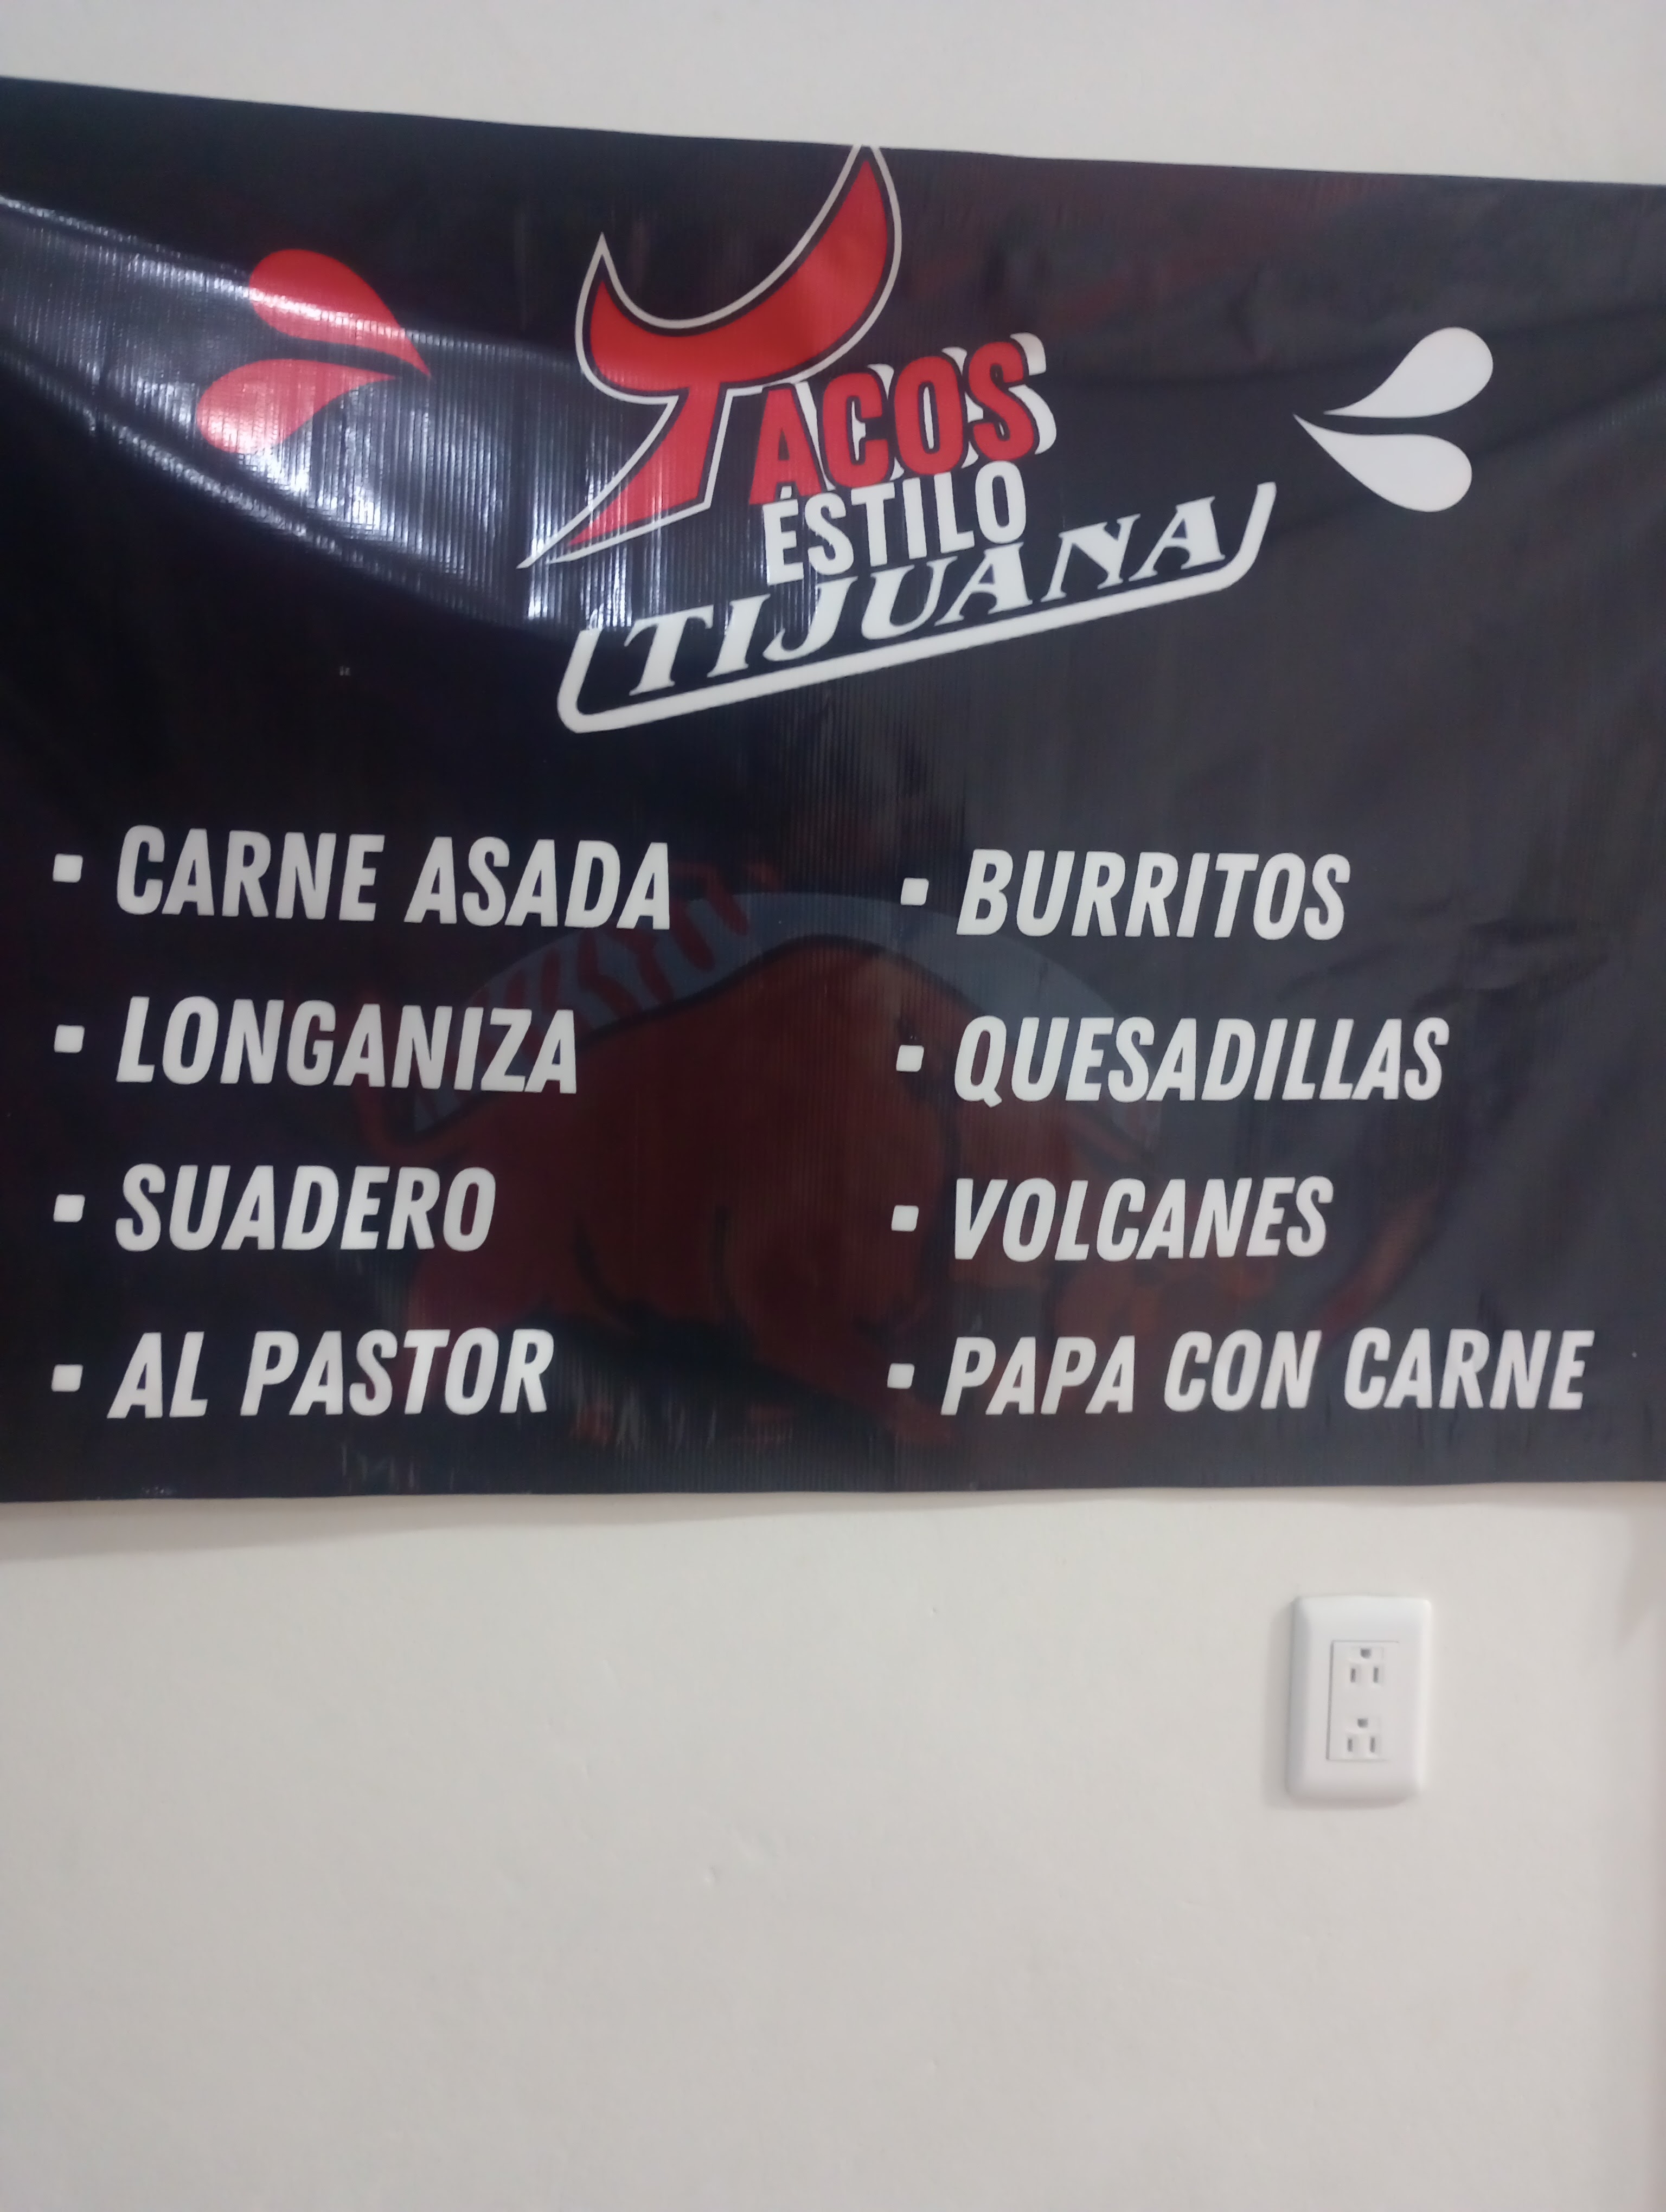 TACOS
ESTILO
TIJUANA
▪ CARNE ASADA
▪ LONGANIZA
▪ SUADERO
▪ AL PASTOR
▪ BURRITOS
▪ QUESADILLAS
▪ VOLCANES
▪ PAPA CON CARNE